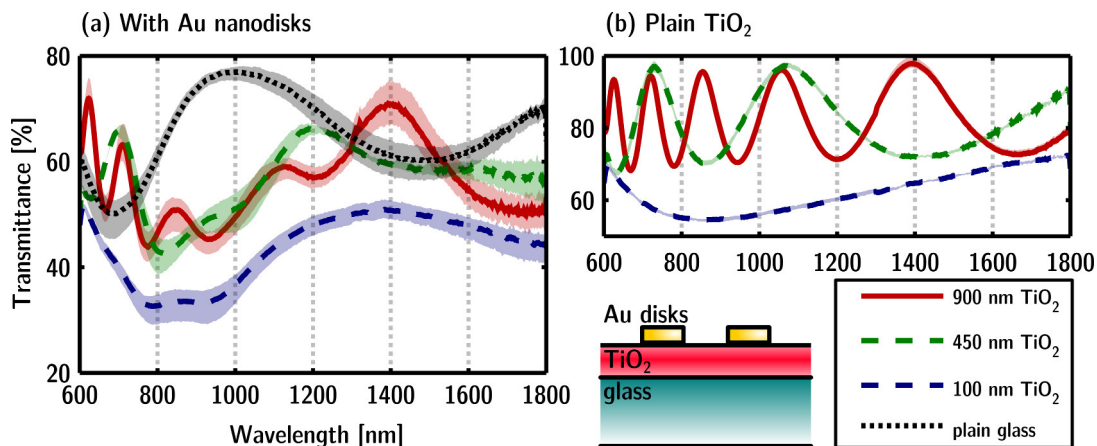 (a) With Au nanodisks
80
60
40
20
Transmittance [%]
600 800 1000 1200 1400 1600 1800
Wavelength [nm]
(b) Plain TiO₂
100
80
60
600 800 1000 1200 1400 1600 1800
Au disks
TiO₂
glass
900 nm TiO₂
450 nm TiO₂
100 nm TiO₂
plain glass